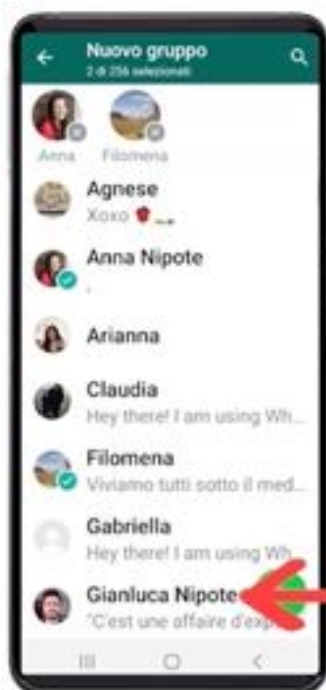 Nuovo gruppo
2 di 256 selezionati
Anna Filomena
Agnese
Xoxo
Anna Nipote
.
Arianna
Claudia
Hey there! I am using Wh...
Filomena
Viviamo tutti sotto il med...
Gabriella
Hey there! I am using Wh
Gianluca Nipote
"C'est une affaire d'exp